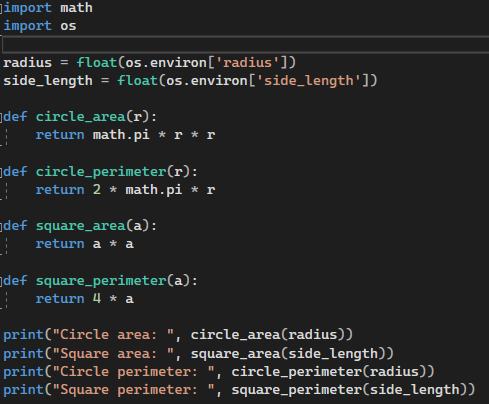 import math
import os
radius = float(os.environ['radius'])
side_length = float(os.environ['side_length'])
def circle_area(r):
return math.pi * r * r
def circle_perimeter(r):
return 2 * math.pi * r
def square_area(a):
return a * a
def square_perimeter(a):
return 4 * a
print("Circle area: ", circle_area(radius))
print("Square area: ", square_area(side_length))
print("Circle perimeter: ", circle_perimeter(radius))
print("Square perimeter: ", square_perimeter(side_length))